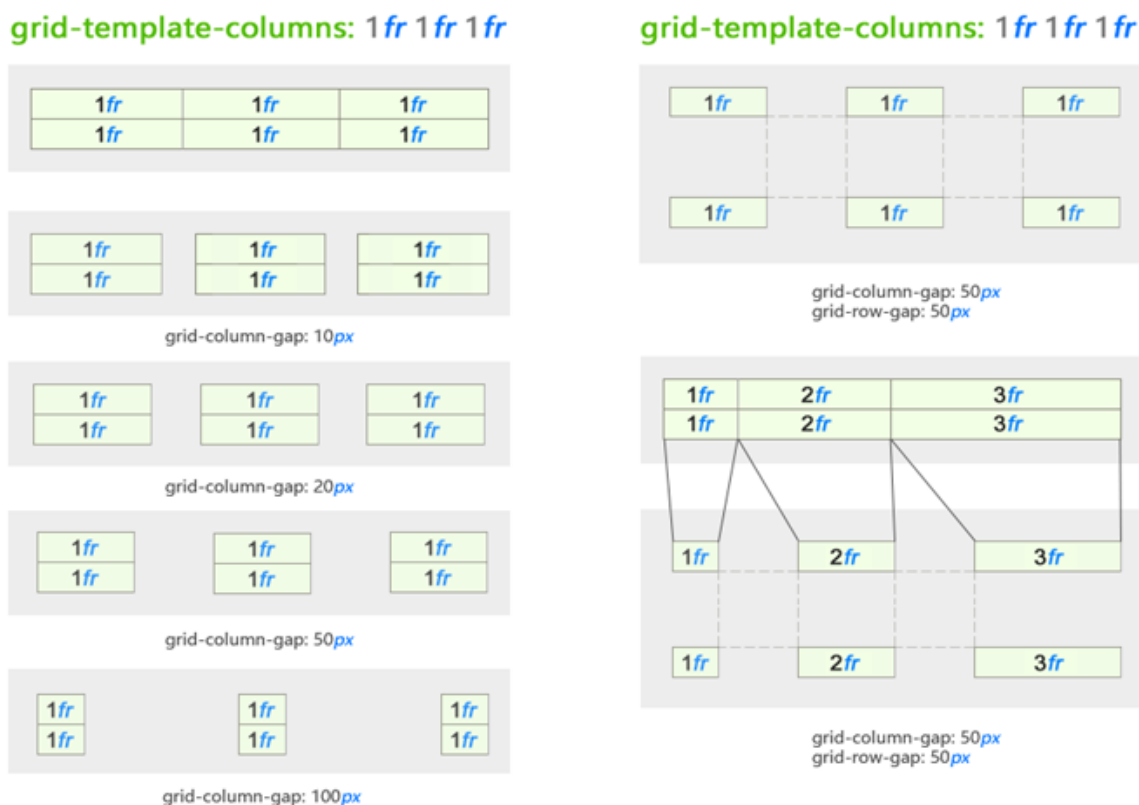 grid-template-columns: 1fr 1fr 1fr
1fr 1fr 1fr
1fr 1fr 1fr
1fr 1fr 1fr
1fr 1fr 1fr
grid-column-gap: 10px
1fr 1fr 1fr
1fr 1fr 1fr
grid-column-gap: 20px
1fr 1fr 1fr
1fr 1fr 1fr
grid-column-gap: 50px
1fr 1fr 1fr
1fr 1fr 1fr
grid-column-gap: 100px
grid-template-columns: 1fr 1fr 1fr
1fr 1fr 1fr
1fr 1fr 1fr
grid-column-gap: 50px
grid-row-gap: 50px
1fr 2fr 3fr
1fr 2fr 3fr
1fr 2fr 3fr
1fr 2fr 3fr
grid-column-gap: 50px
grid-row-gap: 50px